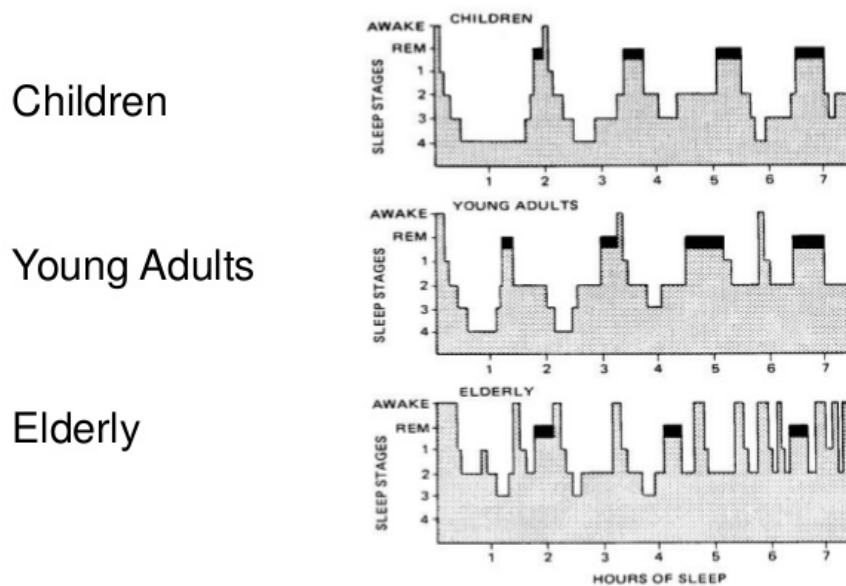 Children
CHILDREN
AWAKE
REM
1
2
3
4
SLEEP STAGES
1 2 3 4 5 6 7
Young Adults
YOUNG ADULTS
AWAKE
REM
1
2
3
4
SLEEP STAGES
1 2 3 4 5 6 7
Elderly
ELDERLY
AWAKE
REM
1
2
3
4
SLEEP STAGES
1 2 3 4 5 6 7
HOURS OF SLEEP